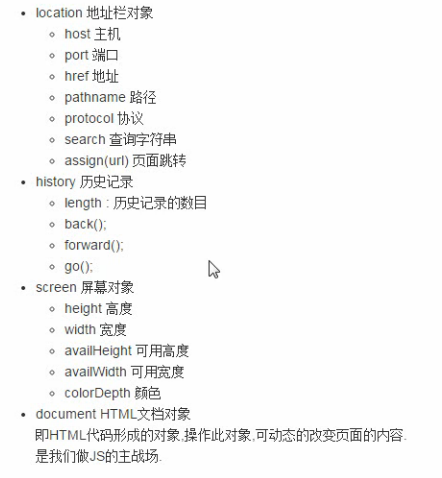 location 地址栏对象
host 主机
port 端口
href 地址
pathname 路径
protocol 协议
search 查询字符串
assign(url) 页面跳转
history 历史记录
length : 历史记录的数目
back();
forward();
go();
screen 屏幕对象
height 高度
width 宽度
availHeight 可用高度
availWidth 可用宽度
colorDepth 颜色
document HTML文档对象
即HTML代码形成的对象,操作此对象,可动态的改变页面的内容.
是我们做JS的主战场.